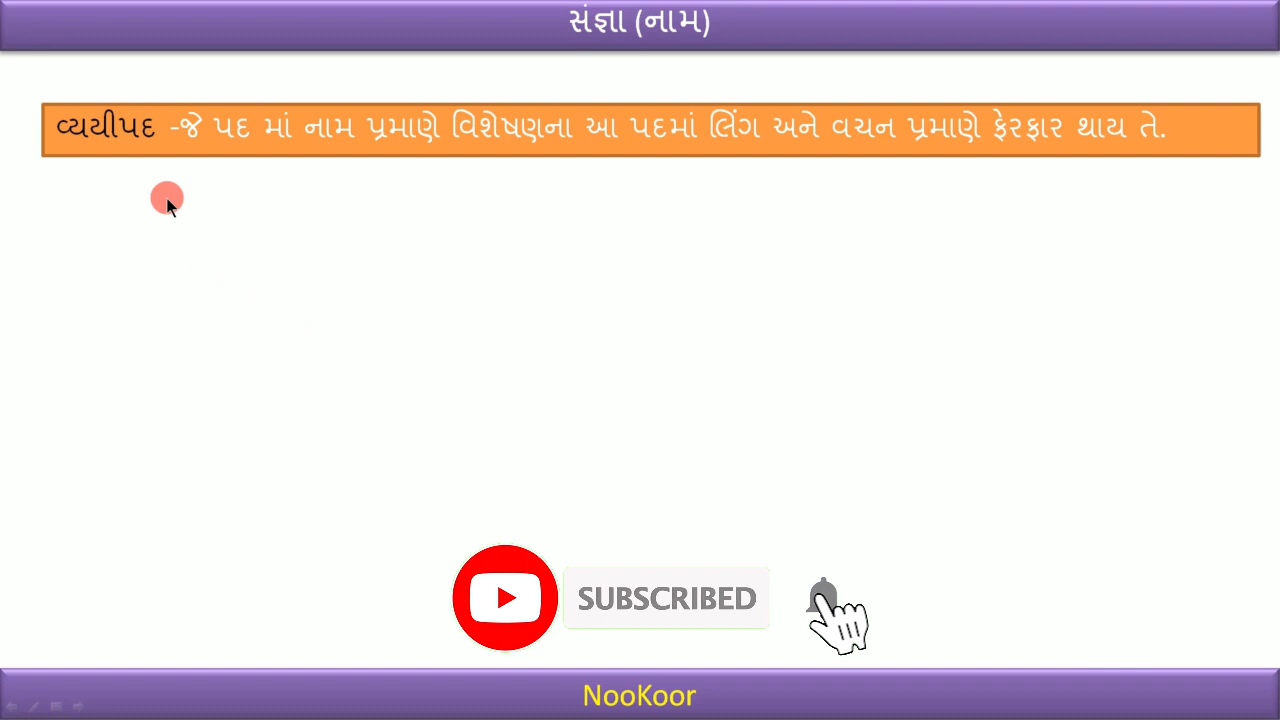 સંજ્ઞા (નામ)
વ્યયીપદ -જે પદ માં નામ પ્રમાણે વિશેષણના આ પદમાં લિંગ અને વચન પ્રમાણે ફેરફાર થાય તે.
SUBSCRIBED
NooKoor